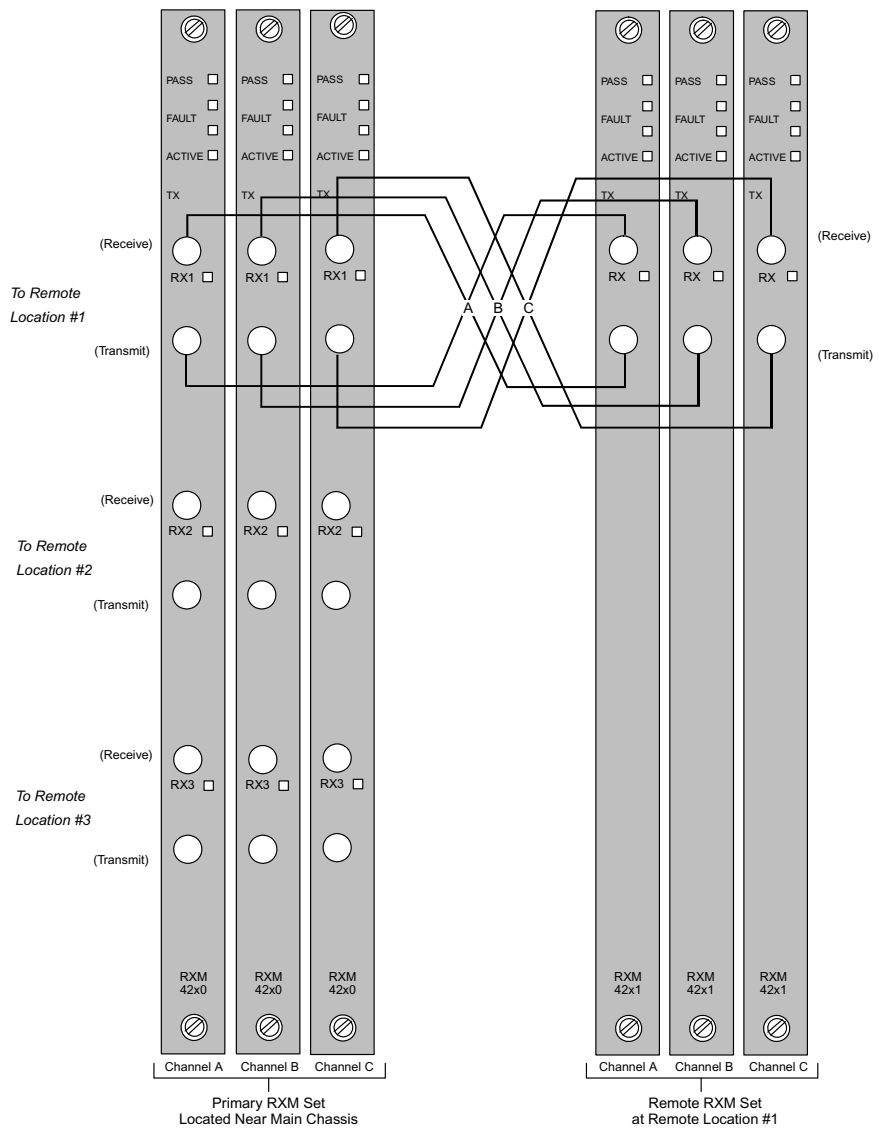 PASS PASS PASS PASS PASS PASS
FAULT FAULT FAULT FAULT FAULT FAULT
ACTIVE ACTIVE ACTIVE ACTIVE ACTIVE ACTIVE
TX TX TX TX TX TX
(Receive) (Receive)
RX1 RX1 RX1 RX RX RX
To Remote
Location #1
A B C
(Transmit) (Transmit)
(Receive)
RX2 RX2 RX2
To Remote
Location #2
(Transmit)
(Receive)
RX3 RX3 RX3
To Remote
Location #3
(Transmit)
RXM RXM RXM RXM RXM RXM
42x0 42x0 42x0 42x1 42x1 42x1
Channel A Channel B Channel C Channel A Channel B Channel C
Primary RXM Set
Located Near Main Chassis
Remote RXM Set
at Remote Location #1